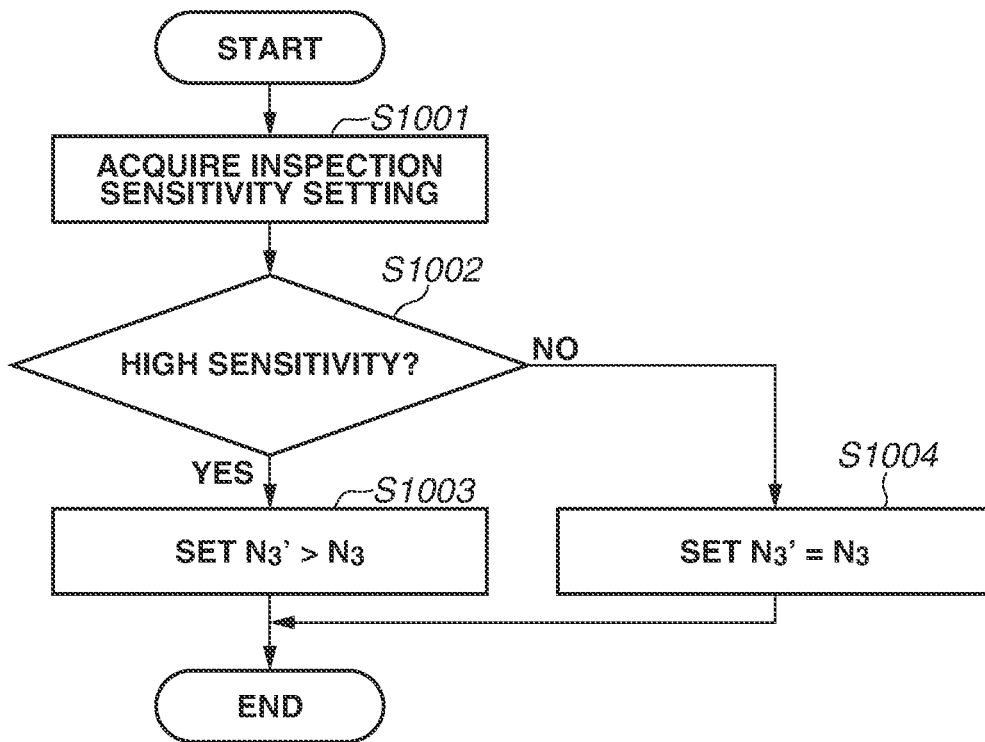 START
S1001
ACQUIRE INSPECTION
SENSITIVITY SETTING
S1002
HIGH SENSITIVITY?
NO
YES
S1003
SET N3' > N3
S1004
SET N3' = N3
END